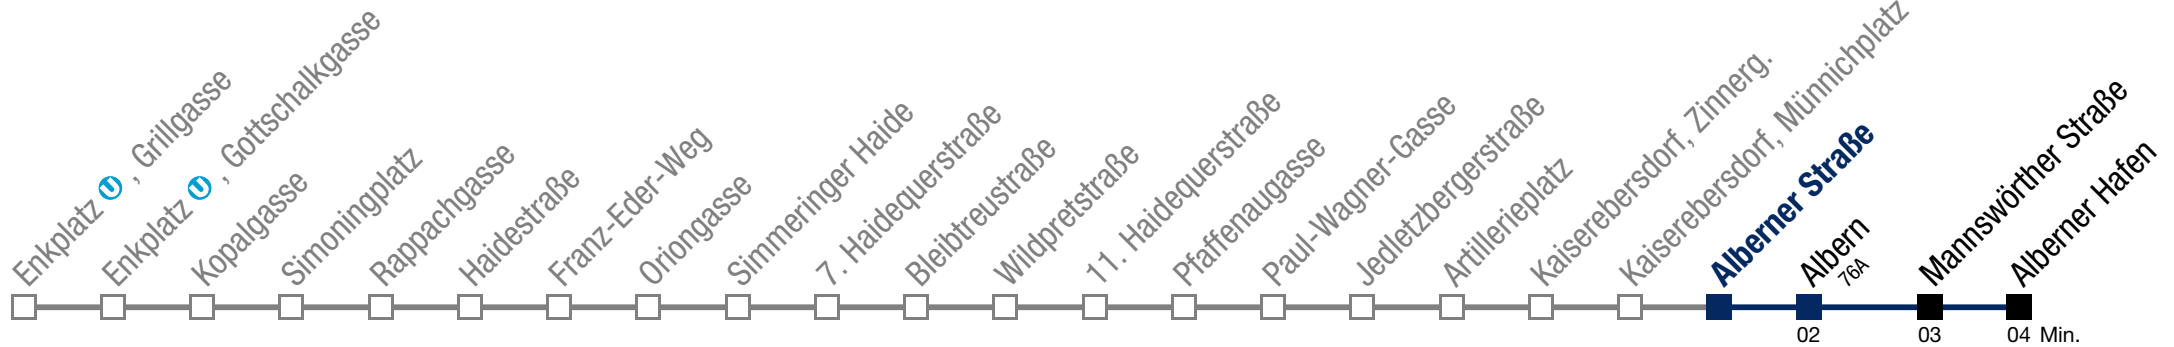 Enkplatz U, Grillgasse
Enkplatz U, Gottschalkgasse
Kopalgasse
Simoningplatz
Rappachgasse
Haidestraße
Franz-Eder-Weg
Oriongasse
Simmeringer Haide
7. Haidequerstraße
Bleibtreustraße
Wildpretstraße
11. Haidequerstraße
Pfaffenaugasse
Paul-Wagner-Gasse
Jedletzbergerstraße
Artillerieplatz
Kaiserebersdorf, Zinnerg.
Kaiserebersdorf, Münnichplatz
Alberner Straße
Albern
76A
Mannswörther Straße
Alberner Hafen
02 03 04 Min.